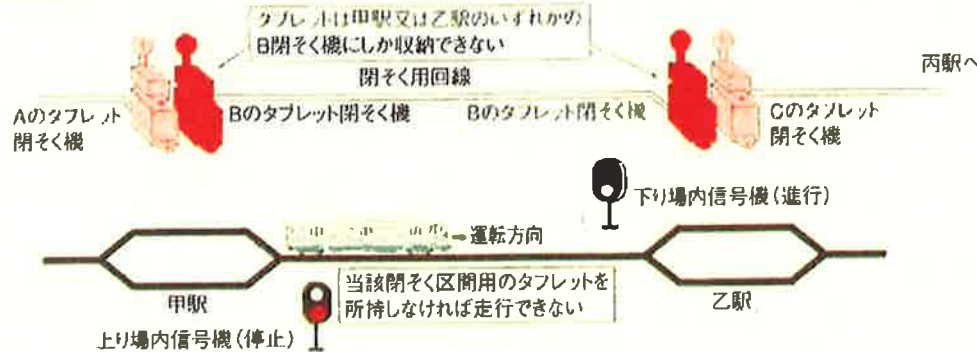 タブレットは甲駅又は乙駅のいずれかの
B閉そく機にしか収納できない
閉そく用回線
丙駅へ
Aのタブレット
閉そく機
Bのタブレット閉そく機
Bのタブレット閉そく機
Cのタブレット
閉そく機
下り場内信号機(進行)
運転方向
当該閉そく区間用のタブレットを
所持しなければ走行できない
甲駅
乙駅
上り場内信号機(停止)